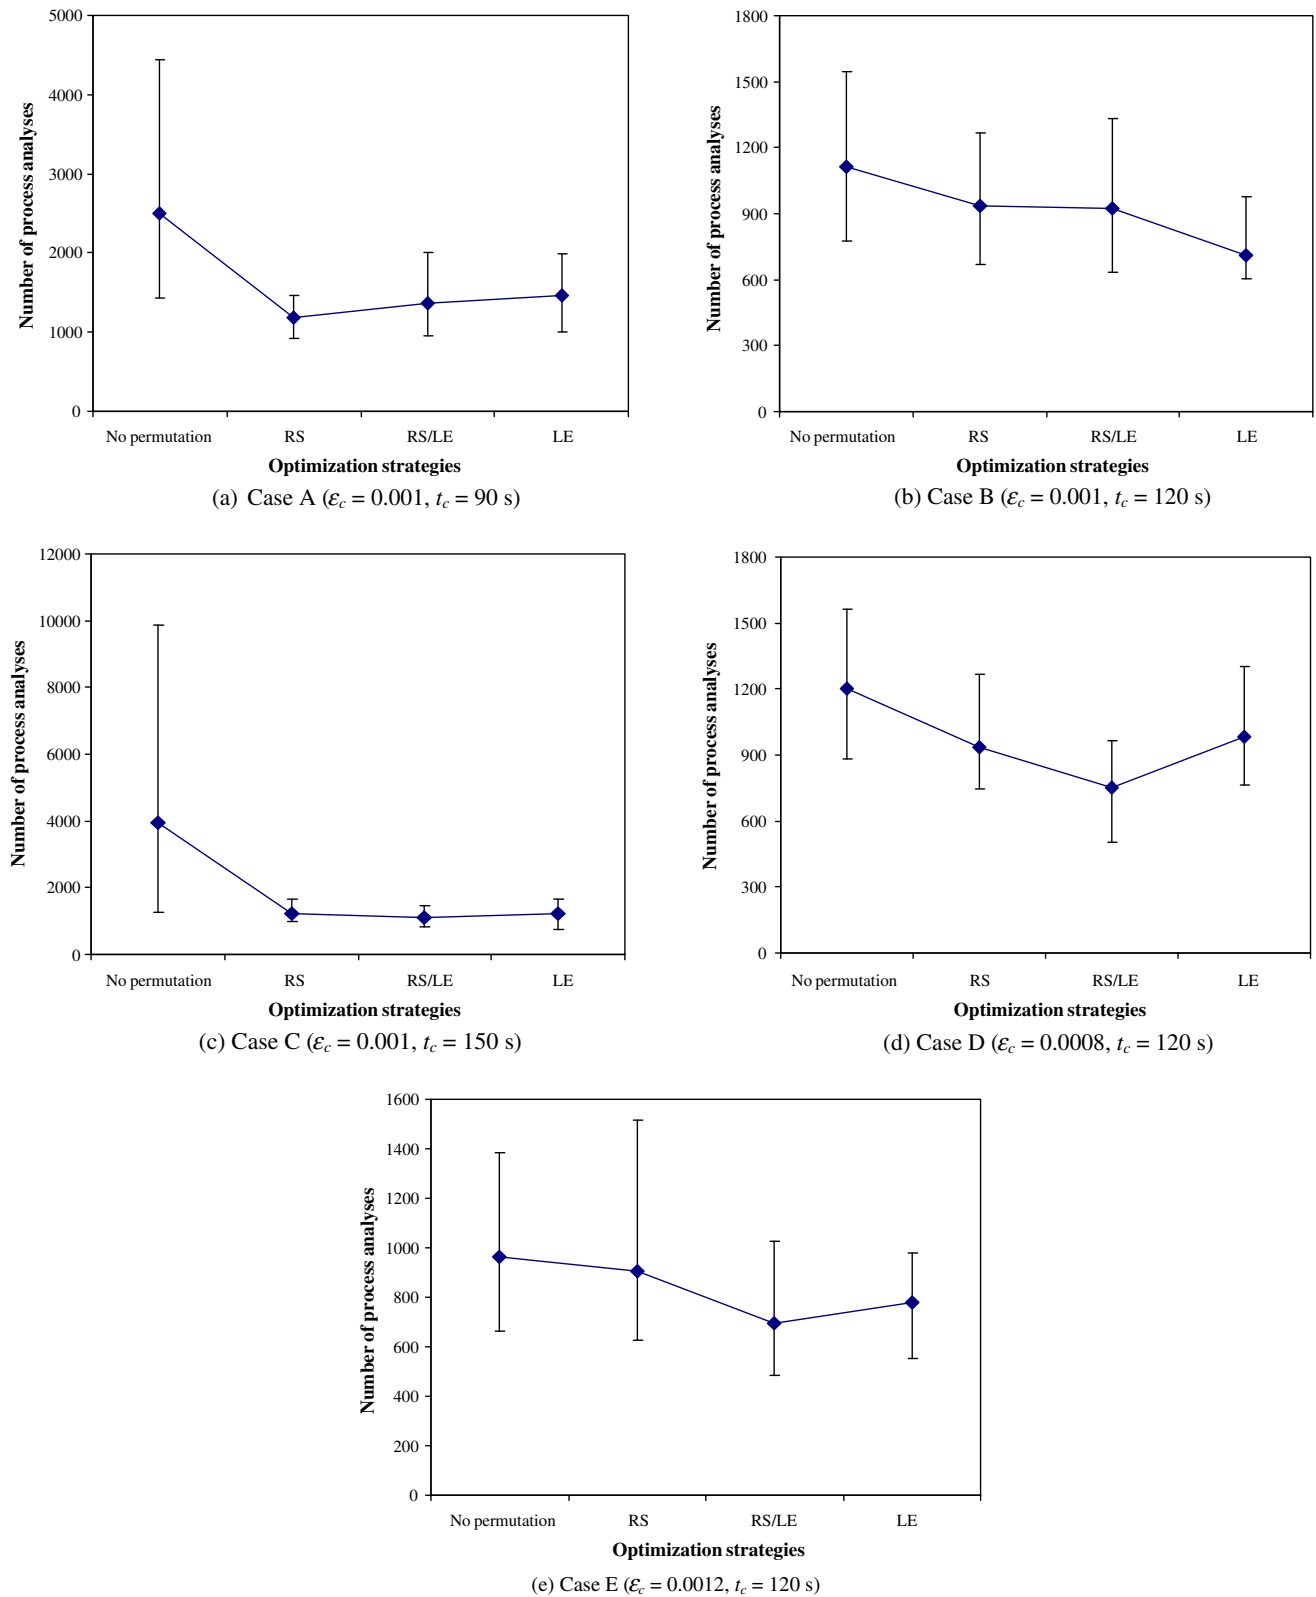 5000
4000
3000
2000
1000
0
Number of process analyses
No permutation RS RS/LE LE
Optimization strategies
(a) Case A (εc = 0.001, tc = 90 s)
1800
1500
1200
900
600
300
0
Number of process analyses
No permutation RS RS/LE LE
Optimization strategies
(b) Case B (εc = 0.001, tc = 120 s)
12000
10000
8000
6000
4000
2000
0
Number of process analyses
No permutation RS RS/LE LE
Optimization strategies
(c) Case C (εc = 0.001, tc = 150 s)
1800
1500
1200
900
600
300
0
Number of process analyses
No permutation RS RS/LE LE
Optimization strategies
(d) Case D (εc = 0.0008, tc = 120 s)
1600
1400
1200
1000
800
600
400
200
0
Number of process analyses
No permutation RS RS/LE LE
Optimization strategies
(e) Case E (εc = 0.0012, tc = 120 s)